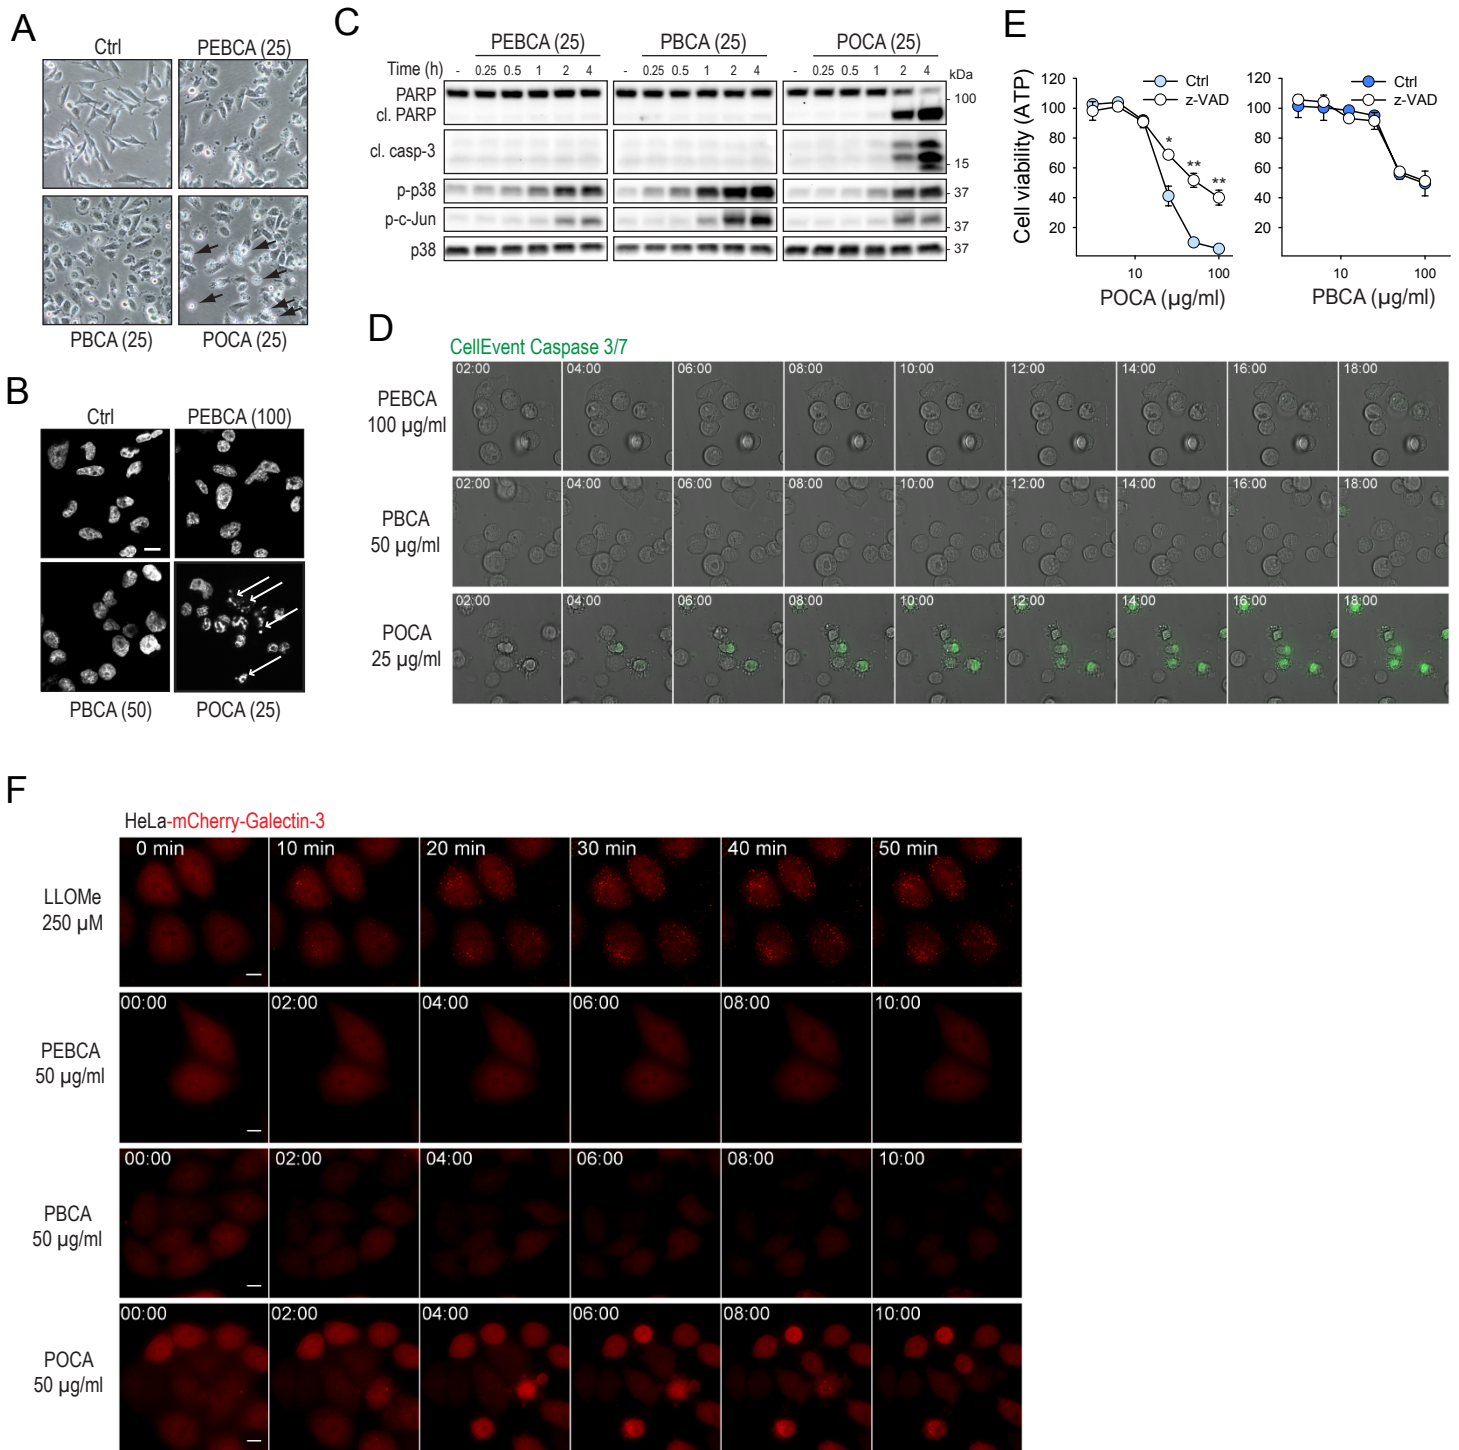 A
Ctrl
PEBCA (25)
PBCA (25)
POCA (25)
B
Ctrl
PEBCA (100)
PBCA (50)
POCA (25)
C
PEBCA (25)
PBCA (25)
POCA (25)
Time (h)
- 0.25 0.5 1 2 4
- 0.25 0.5 1 2 4
- 0.25 0.5 1 2 4
kDa
PARP
- 100
cl. PARP
cl. casp-3
- 15
p-p38
- 37
p-c-Jun
- 37
p38
- 37
D
CellEvent Caspase 3/7
PEBCA
100 µg/ml
02:00 04:00 06:00 08:00 10:00 12:00 14:00 16:00 18:00
PBCA
50 µg/ml
02:00 04:00 06:00 08:00 10:00 12:00 14:00 16:00 18:00
POCA
25 µg/ml
02:00 04:00 06:00 08:00 10:00 12:00 14:00 16:00 18:00
E
Cell viability (ATP)
120
100
80
60
40
20
Ctrl
z-VAD
*
**
**
10 100
POCA (µg/ml)
120
100
80
60
40
20
Ctrl
z-VAD
10 100
PBCA (µg/ml)
F
HeLa-mCherry-Galectin-3
LLOMe
250 µM
0 min 10 min 20 min 30 min 40 min 50 min
PEBCA
50 µg/ml
00:00 02:00 04:00 06:00 08:00 10:00
PBCA
50 µg/ml
00:00 02:00 04:00 06:00 08:00 10:00
POCA
50 µg/ml
00:00 02:00 04:00 06:00 08:00 10:00